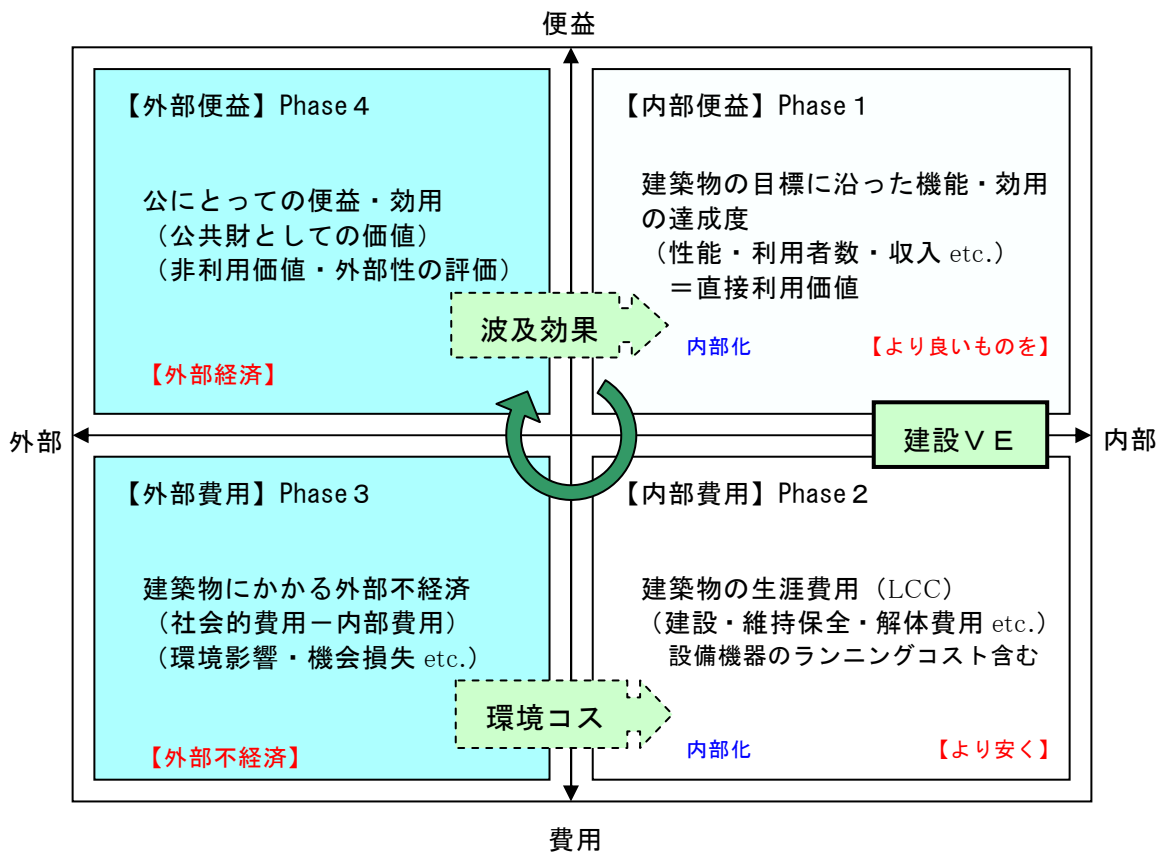 便益
【外部便益】Phase４
公にとっての便益・効用
（公共財としての価値）
（非利用価値・外部性の評価）
【外部経済】
波及効果
【内部便益】Phase１
建築物の目標に沿った機能・効用
の達成度
（性能・利用者数・収入 etc.）
＝直接利用価値
内部化
【より良いものを】
外部
建設ＶＥ
内部
【外部費用】Phase３
建築物にかかる外部不経済
（社会的費用－内部費用）
（環境影響・機会損失 etc.）
【外部不経済】
環境コス
【内部費用】Phase２
建築物の生涯費用（LCC）
（建設・維持保全・解体費用 etc.）
設備機器のランニングコスト含む
内部化
【より安く】
費用